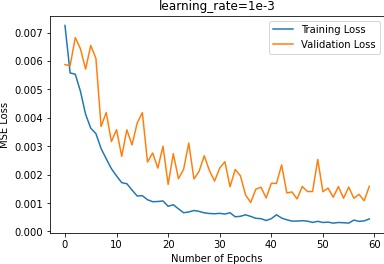 learning_rate=1e-3
Training Loss
Validation Loss
MSE Loss
0.007
0.006
0.005
0.004
0.003
0.002
0.001
0.000
0 10 20 30 40 50 60
Number of Epochs